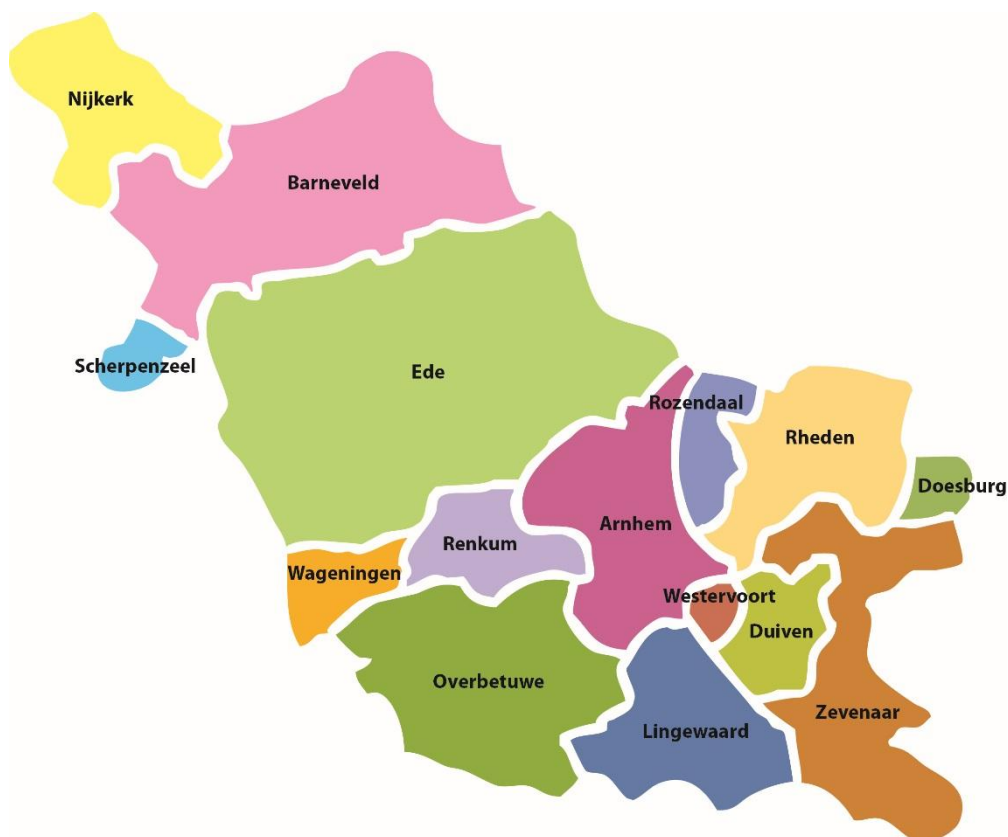 Nijkerk
Barneveld
Scherpenzeel
Ede
Rozendaal
Rheden
Doesburg
Arnhem
Renkum
Wageningen
Westervoort
Duiven
Overbetuwe
Zevenaar
Lingewaard